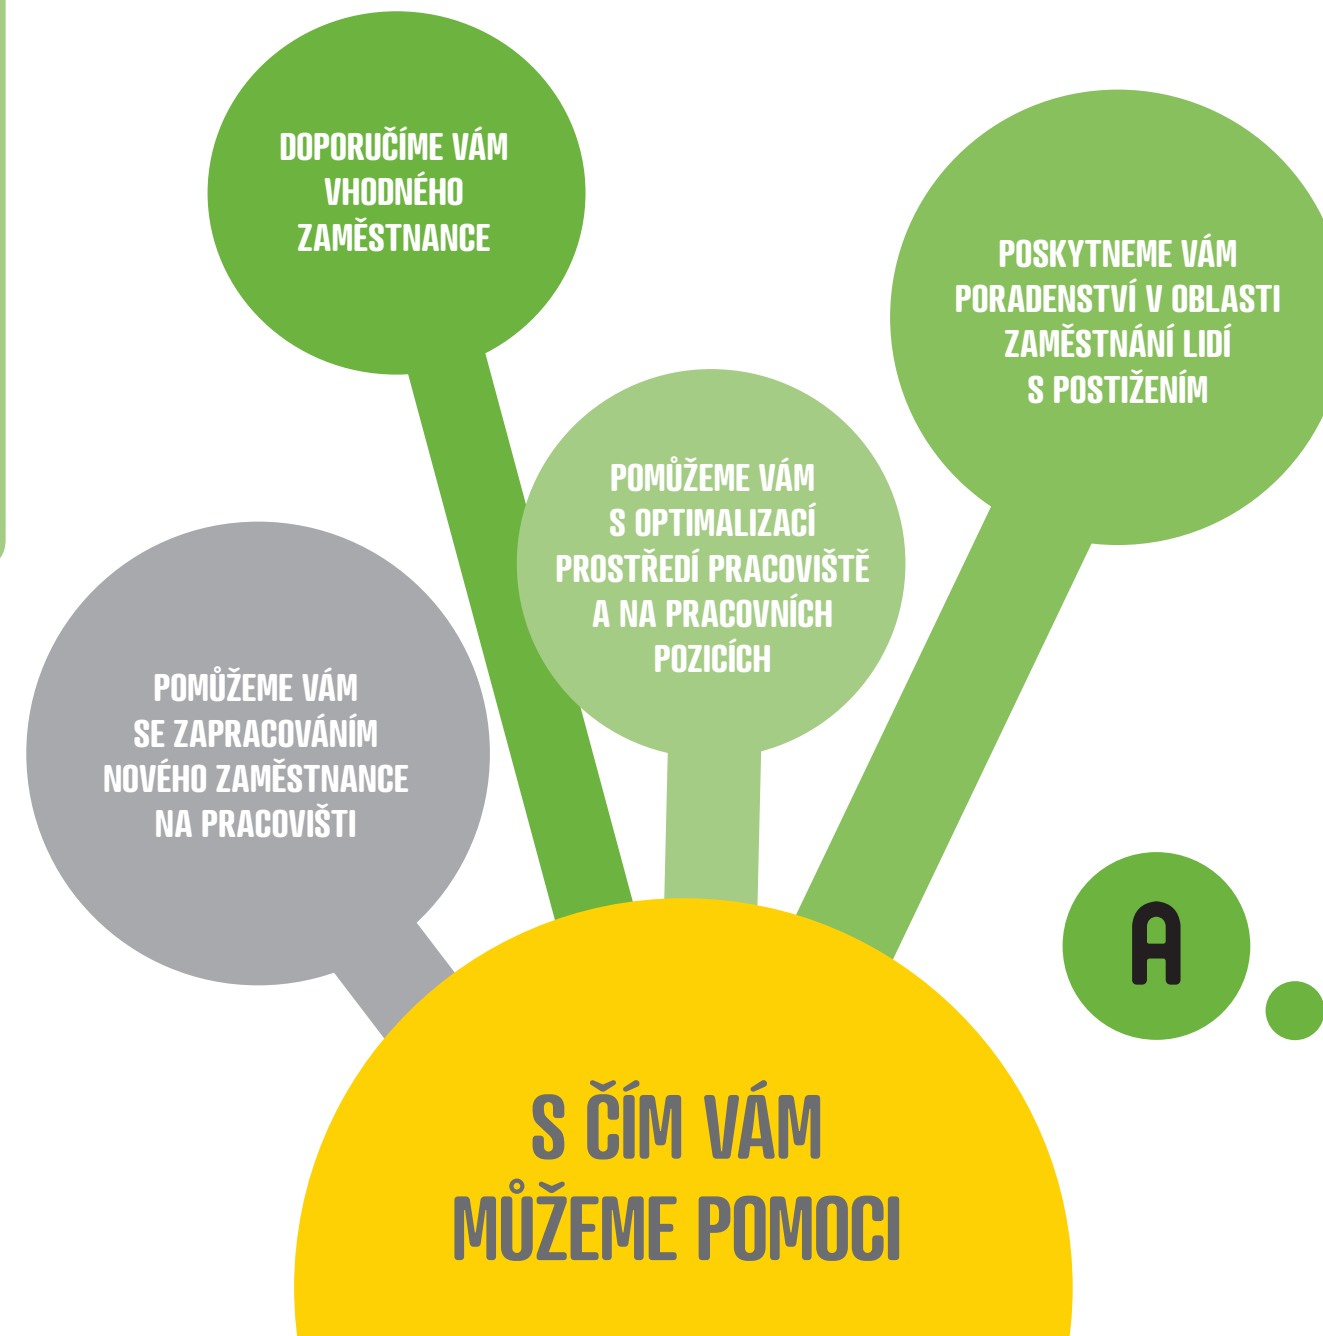 DOPORUČÍME VÁM
VHODNÉHO
ZAMĚSTNANCE
POSKYTNEME VÁM
PORADENSTVÍ V OBLASTI
ZAMĚSTNÁNÍ LIDÍ
S POSTIŽENÍM
POMŮŽEME VÁM
S OPTIMALIZACÍ
PROSTŘEDÍ PRACOVIŠTĚ
A NA PRACOVNÍCH
POZICÍCH
POMŮŽEME VÁM
SE ZAPRACOVÁNÍM
NOVÉHO ZAMĚSTNANCE
NA PRACOVIŠTI
A
S ČÍM VÁM
MŮŽEME POMOCI